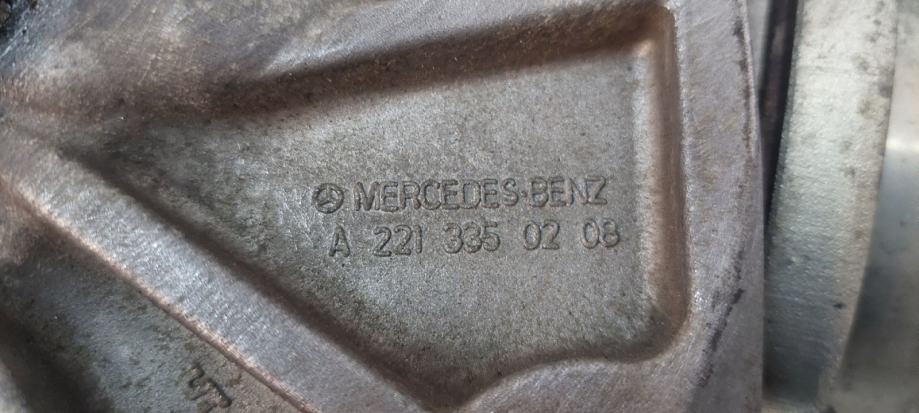 MERCEDES-BENZ
A 221 335 02 08